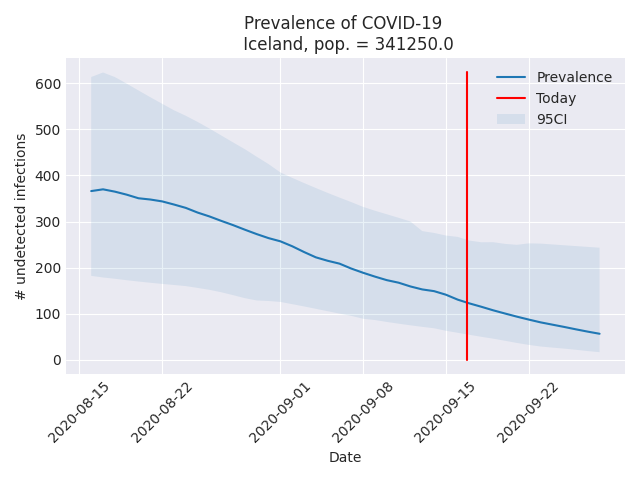 Prevalence of COVID-19
Iceland, pop. = 341250.0
Prevalence
Today
95CI
# undetected infections
600
500
400
300
200
100
0
2020-08-15
2020-08-22
2020-09-01
2020-09-08
2020-09-15
2020-09-22
Date